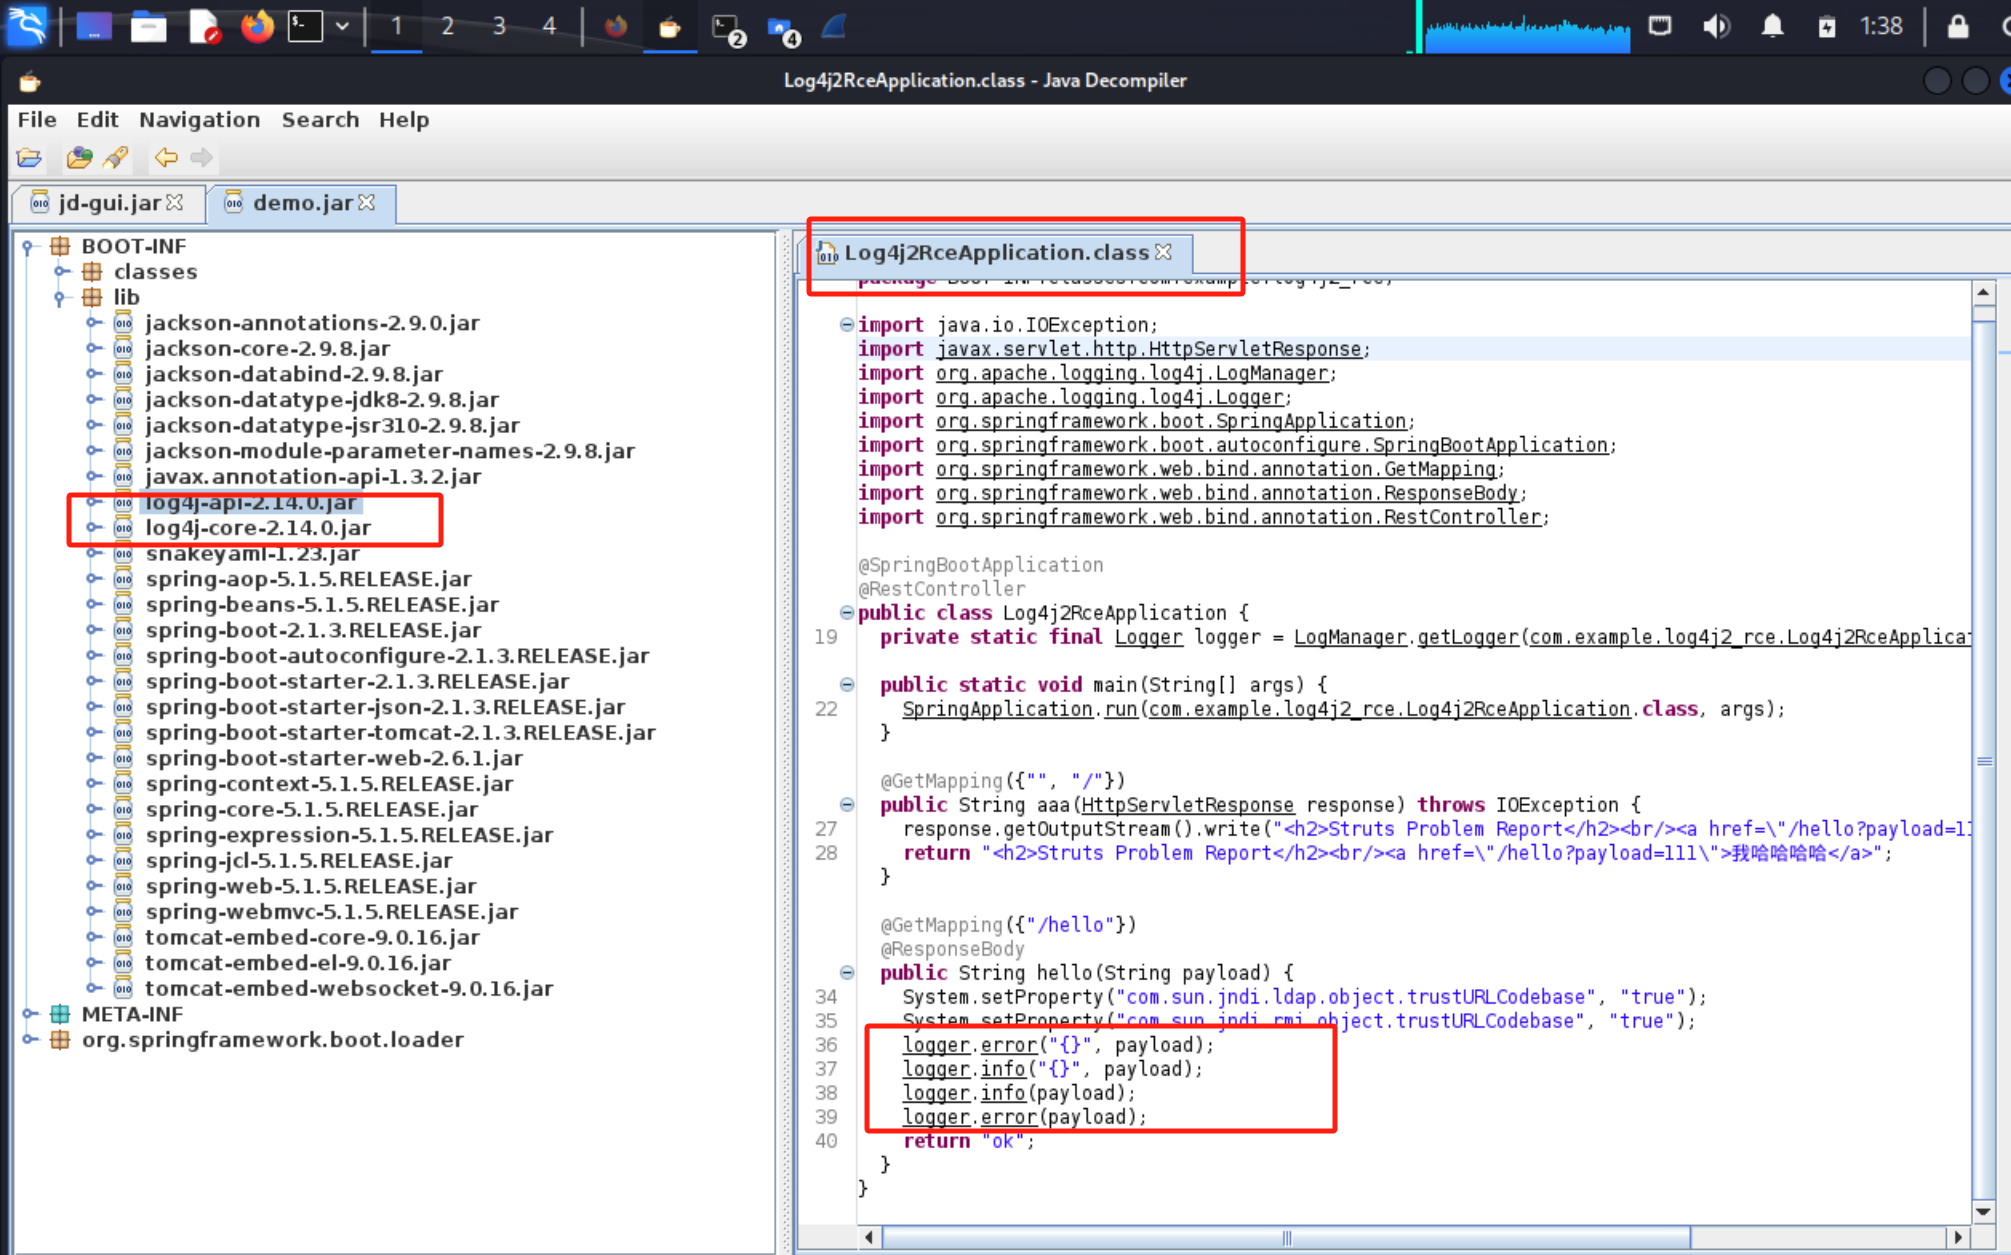 1 2 3 4 2 4 1:38
Log4j2RceApplication.class - Java Decompiler
File Edit Navigation Search Help
jd-gui.jar demo.jar
BOOT-INF
classes
lib
jackson-annotations-2.9.0.jar
jackson-core-2.9.8.jar
jackson-databind-2.9.8.jar
jackson-datatype-jdk8-2.9.8.jar
jackson-datatype-jsr310-2.9.8.jar
jackson-module-parameter-names-2.9.8.jar
javax.annotation-api-1.3.2.jar
log4j-api-2.14.0.jar
log4j-core-2.14.0.jar
snakeyaml-1.23.jar
spring-aop-5.1.5.RELEASE.jar
spring-beans-5.1.5.RELEASE.jar
spring-boot-2.1.3.RELEASE.jar
spring-boot-autoconfigure-2.1.3.RELEASE.jar
spring-boot-starter-2.1.3.RELEASE.jar
spring-boot-starter-json-2.1.3.RELEASE.jar
spring-boot-starter-tomcat-2.1.3.RELEASE.jar
spring-boot-starter-web-2.6.1.jar
spring-context-5.1.5.RELEASE.jar
spring-core-5.1.5.RELEASE.jar
spring-expression-5.1.5.RELEASE.jar
spring-jcl-5.1.5.RELEASE.jar
spring-web-5.1.5.RELEASE.jar
spring-webmvc-5.1.5.RELEASE.jar
tomcat-embed-core-9.0.16.jar
tomcat-embed-el-9.0.16.jar
tomcat-embed-websocket-9.0.16.jar
META-INF
org.springframework.boot.loader
Log4j2RceApplication.class
import java.io.IOException;
import javax.servlet.http.HttpServletResponse;
import org.apache.logging.log4j.LogManager;
import org.apache.logging.log4j.Logger;
import org.springframework.boot.SpringApplication;
import org.springframework.boot.autoconfigure.SpringBootApplication;
import org.springframework.web.bind.annotation.GetMapping;
import org.springframework.web.bind.annotation.ResponseBody;
import org.springframework.web.bind.annotation.RestController;
@SpringBootApplication
@RestController
public class Log4j2RceApplication {
19 private static final Logger logger = LogManager.getLogger(com.example.log4j2_rce.Log4j2RceApplicat
public static void main(String[] args) {
22 SpringApplication.run(com.example.log4j2_rce.Log4j2RceApplication.class, args);
}
@GetMapping({"", "/"})
public String aaa(HttpServletResponse response) throws IOException {
27 response.getOutputStream().write("<h2>Struts Problem Report</h2><br/><a href=\"/hello?payload=11
28 return "<h2>Struts Problem Report</h2><br/><a href=\"/hello?payload=111\">我哈哈哈哈</a>";
}
@GetMapping({"/hello"})
@ResponseBody
public String hello(String payload) {
34 System.setProperty("com.sun.jndi.ldap.object.trustURLCodebase", "true");
35 System.setProperty("com.sun.jndi.rmi.object.trustURLCodebase", "true");
36 logger.error("{}", payload);
37 logger.info("{}", payload);
38 logger.info(payload);
39 logger.error(payload);
40 return "ok";
}
}